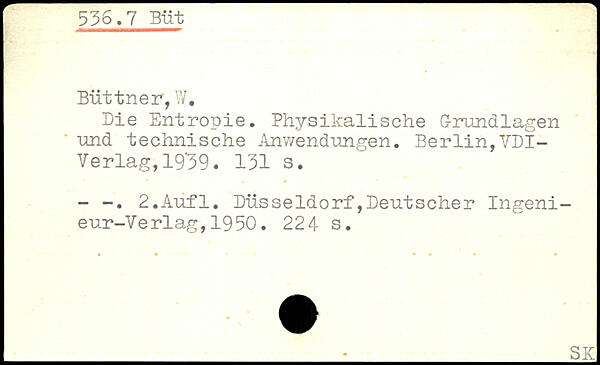 536.7 Büt
Büttner,W.
Die Entropie. Physikalische Grundlagen
und technische Anwendungen. Berlin,VDI-
Verlag,1939. 131 s.
- -. 2.Aufl. Düsseldorf,Deutscher Ingeni-
eur-Verlag,1950. 224 s.
SK